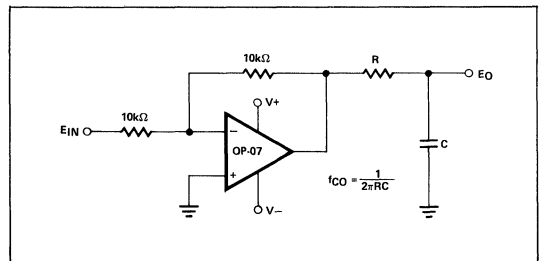 10kΩ
R
EO
10kΩ
V+
EIN
−
OP-07
+
C
fCO = 1/2πRC
V−